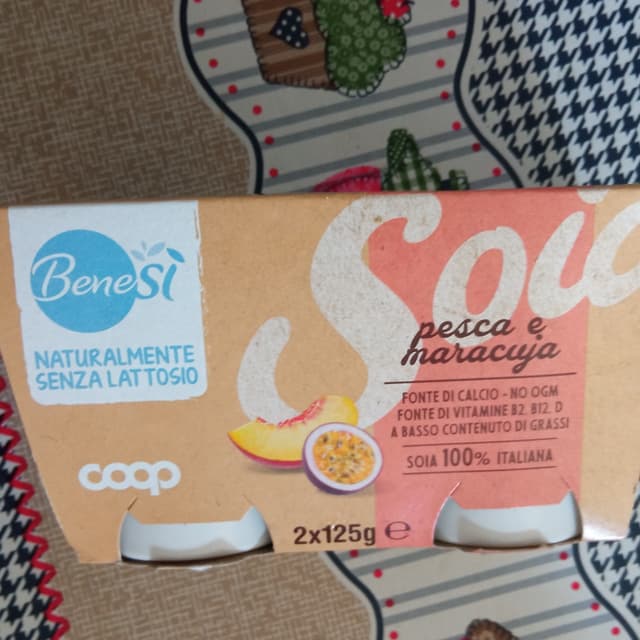 BeneSÌ
NATURALMENTE
SENZA LATTOSIO
coop
Soia
pesca e
maracuja
FONTE DI CALCIO - NO OGM
FONTE DI VITAMINE B2, B12, D
A BASSO CONTENUTO DI GRASSI
SOIA 100% ITALIANA
2x125g ℮